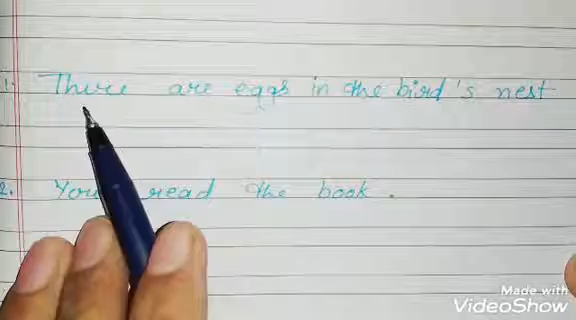 1. There are eggs in the bird's nest
2. You read the book.
Made with
VideoShow